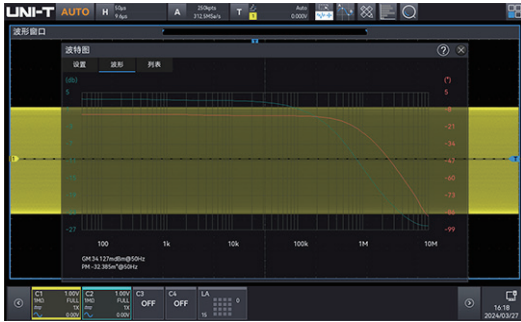 UNI-T AUTO H 50μs 9.6μs A 250kpts 312.5MSa/s T 1 Auto 0.000V
波形窗口
波特图
设置 波形 列表
(db) (°)
5 5
-8
-21
-34
-47
-60
-73
-86
-27 -99
100 1k 10k 100k 1M 10M
GM:34.127mdBm@50Hz
PM:-32.385m°@50Hz
C1 1.00V 1MΩ FULL 1X 0.00V
C2 1.00V 1MΩ FULL 1X 0.00V
C3 OFF
C4 OFF
LA 0 15
16:18
2024/03/27